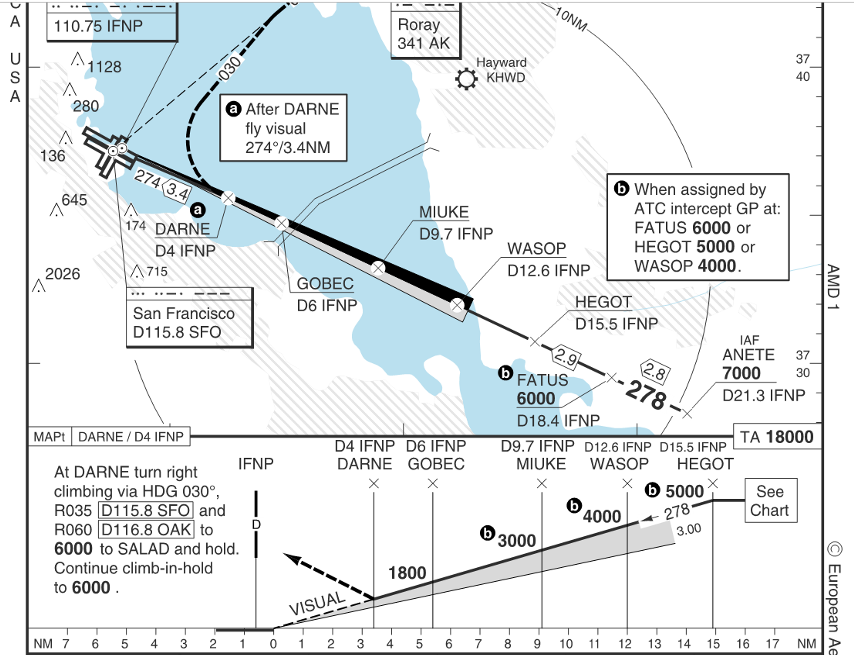 C
A
U
S
A
110.75 IFNP
Roray
341 AK
10NM
37
40
Hayward
KHWD
030
1128
280
136
645
174
2026
715
a After DARNE
fly visual
274°/3.4NM
274 3.4
a
DARNE
D4 IFNP
GOBEC
D6 IFNP
MIUKE
D9.7 IFNP
WASOP
D12.6 IFNP
b When assigned by
ATC intercept GP at:
FATUS 6000 or
HEGOT 5000 or
WASOP 4000.
AMD 1
San Francisco
D115.8 SFO
HEGOT
D15.5 IFNP
2.9
2.8
278
b FATUS
6000
D18.4 IFNP
IAF
ANETE
7000
D21.3 IFNP
37
30
MAPt DARNE / D4 IFNP
TA 18000
At DARNE turn right
climbing via HDG 030°,
R035 D115.8 SFO and
R060 D116.8 OAK to
6000 to SALAD and hold.
Continue climb-in-hold
to 6000 .
IFNP
D
D4 IFNP
DARNE
D6 IFNP
GOBEC
D9.7 IFNP
MIUKE
D12.6 IFNP
WASOP
D15.5 IFNP
HEGOT
VISUAL
1800
b 3000
b 4000
b 5000
278
3.00
See
Chart
NM 7 6 5 4 3 2 1 0 1 2 3 4 5 6 7 8 9 10 11 12 13 14 15 16 17 NM
© European Ae